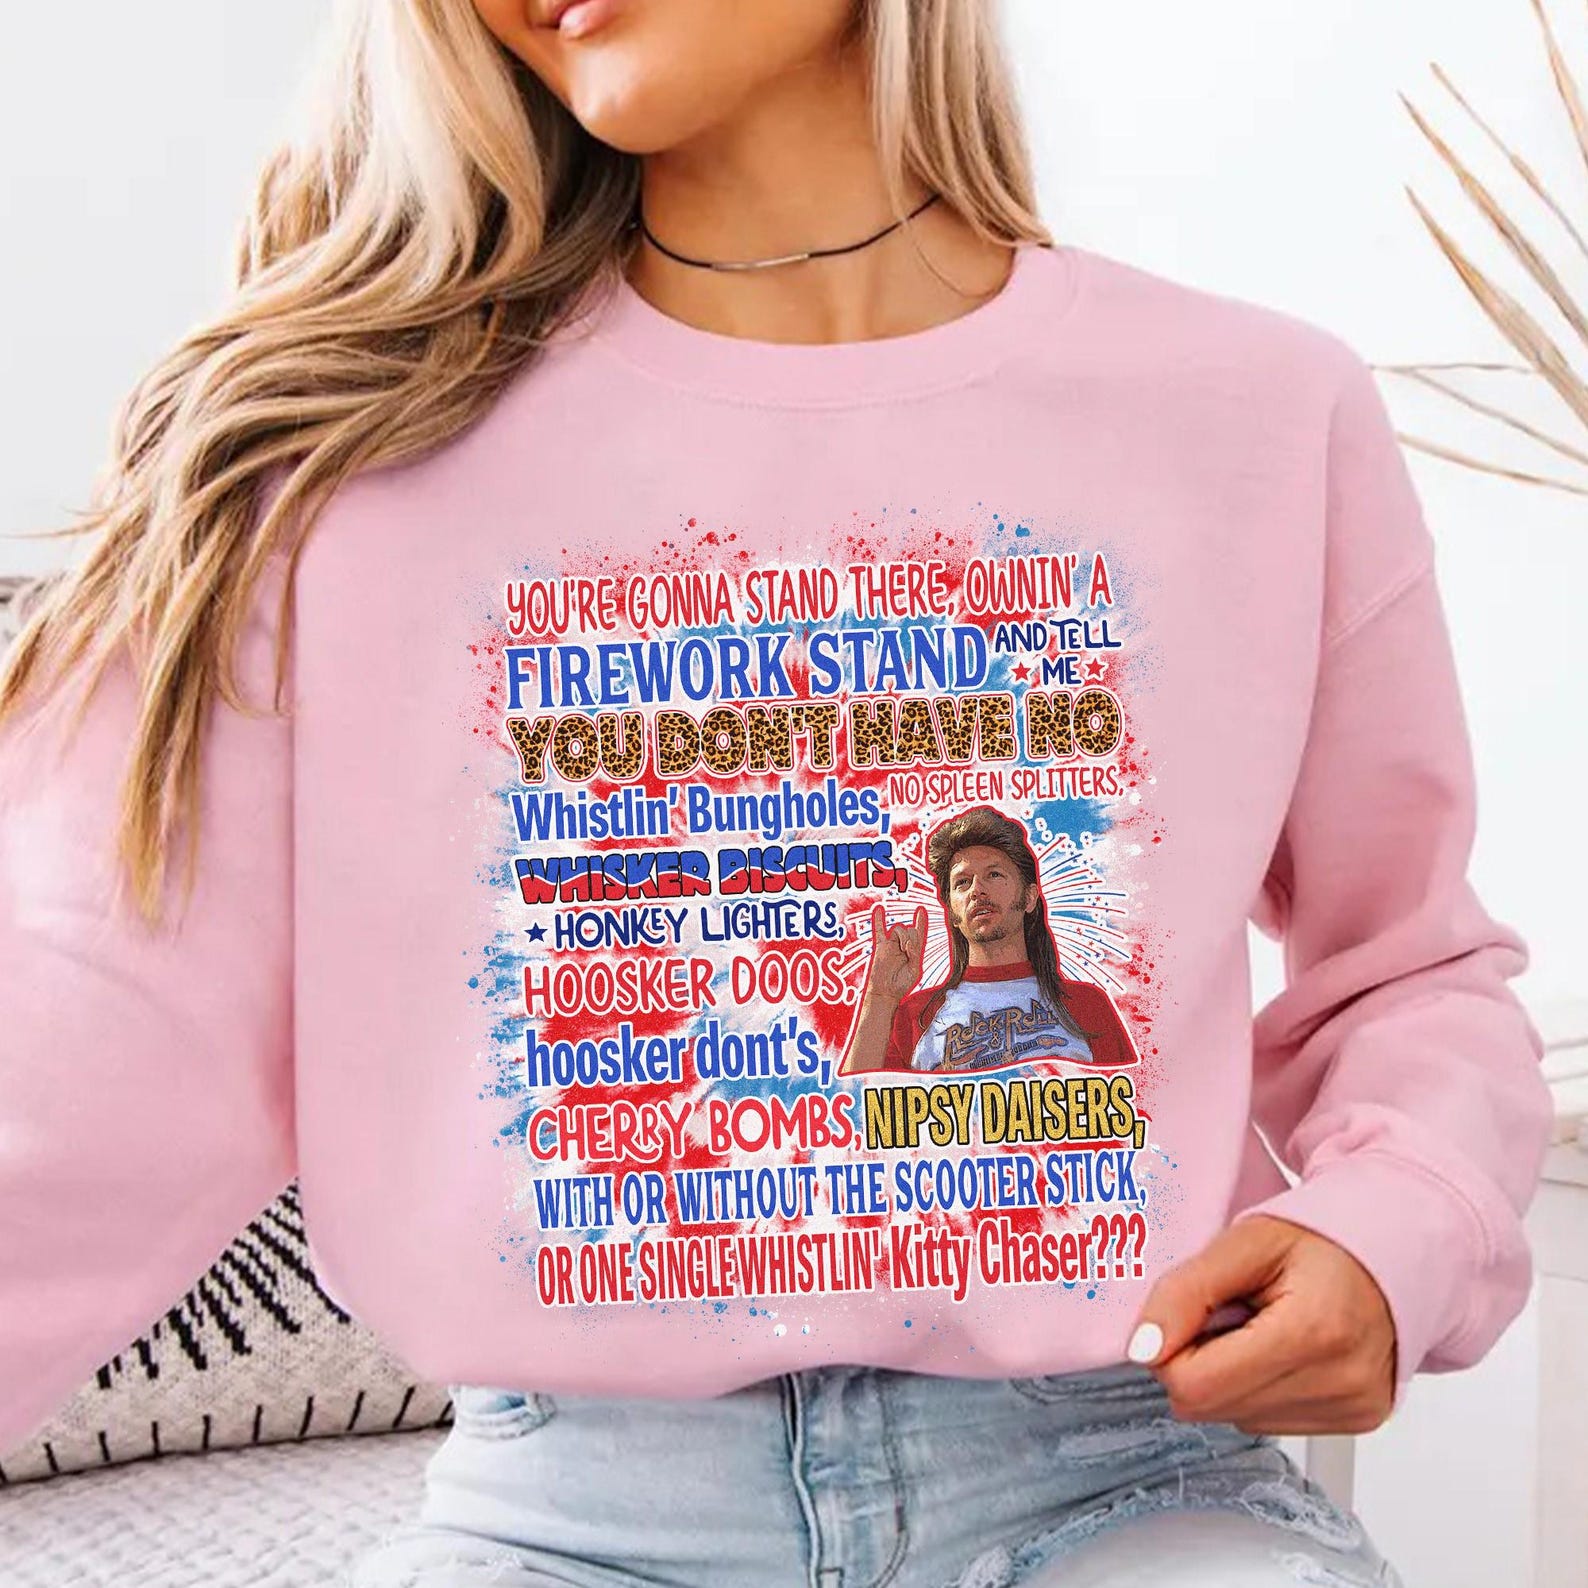 YOU'RE GONNA STAND THERE, OWNIN' A
FIREWORK STAND AND TELL
ME
YOU DON'T HAVE NO
Whistlin' Bungholes, NO SPLEEN SPLITTERS,
WHISKER BISCUITS,
HONKEY LIGHTERS,
HOOSKER DOOS,
hoosker dont's,
Rock & Roll
CHERRY BOMBS, NIPSY DAISERS,
WITH OR WITHOUT THE SCOOTER STICK,
OR ONE SINGLE WHISTLIN' Kitty Chaser???